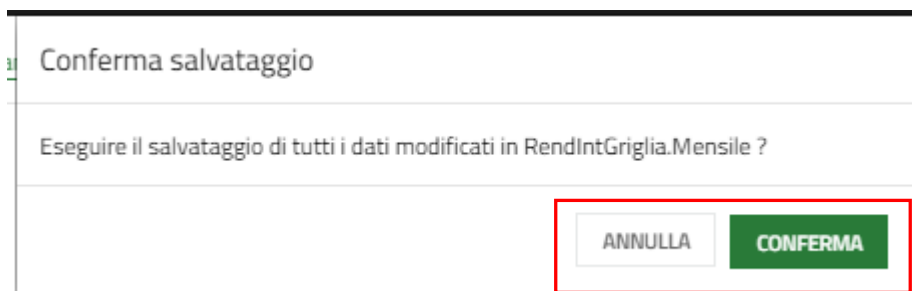 Conferma salvataggio
Eseguire il salvataggio di tutti i dati modificati in RendIntGriglia.Mensile ?
ANNULLA CONFERMA